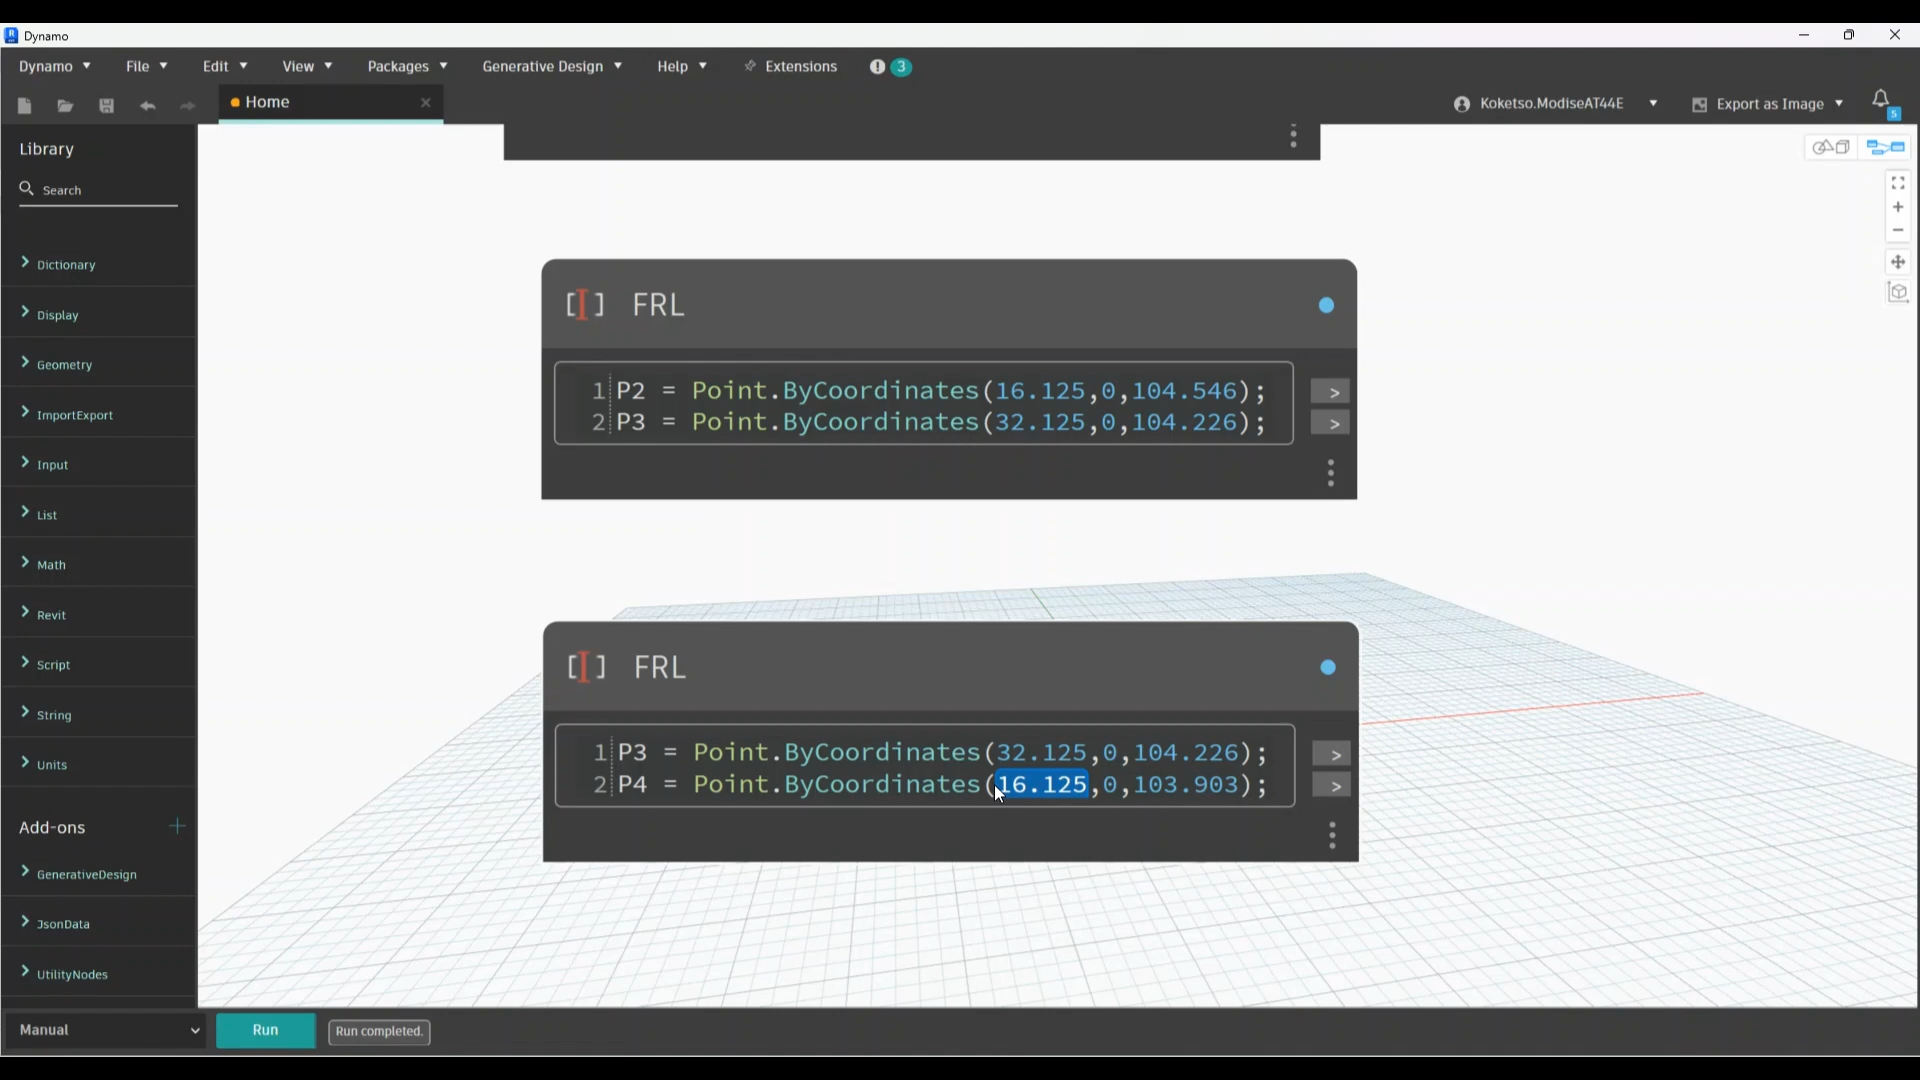 Dynamo
Dynamo File Edit View Packages Generative Design Help Extensions 3
Home Koketso.ModiseAT44E Export as Image 5
Library
Search
Dictionary
Display
Geometry
ImportExport
Input
List
Math
Revit
Script
String
Units
Add-ons
GenerativeDesign
JsonData
UtilityNodes
[I] FRL
1 P2 = Point.ByCoordinates(16.125,0,104.546); >
2 P3 = Point.ByCoordinates(32.125,0,104.226); >
[I] FRL
1 P3 = Point.ByCoordinates(32.125,0,104.226); >
2 P4 = Point.ByCoordinates(16.125,0,103.903); >
Manual Run Run completed.